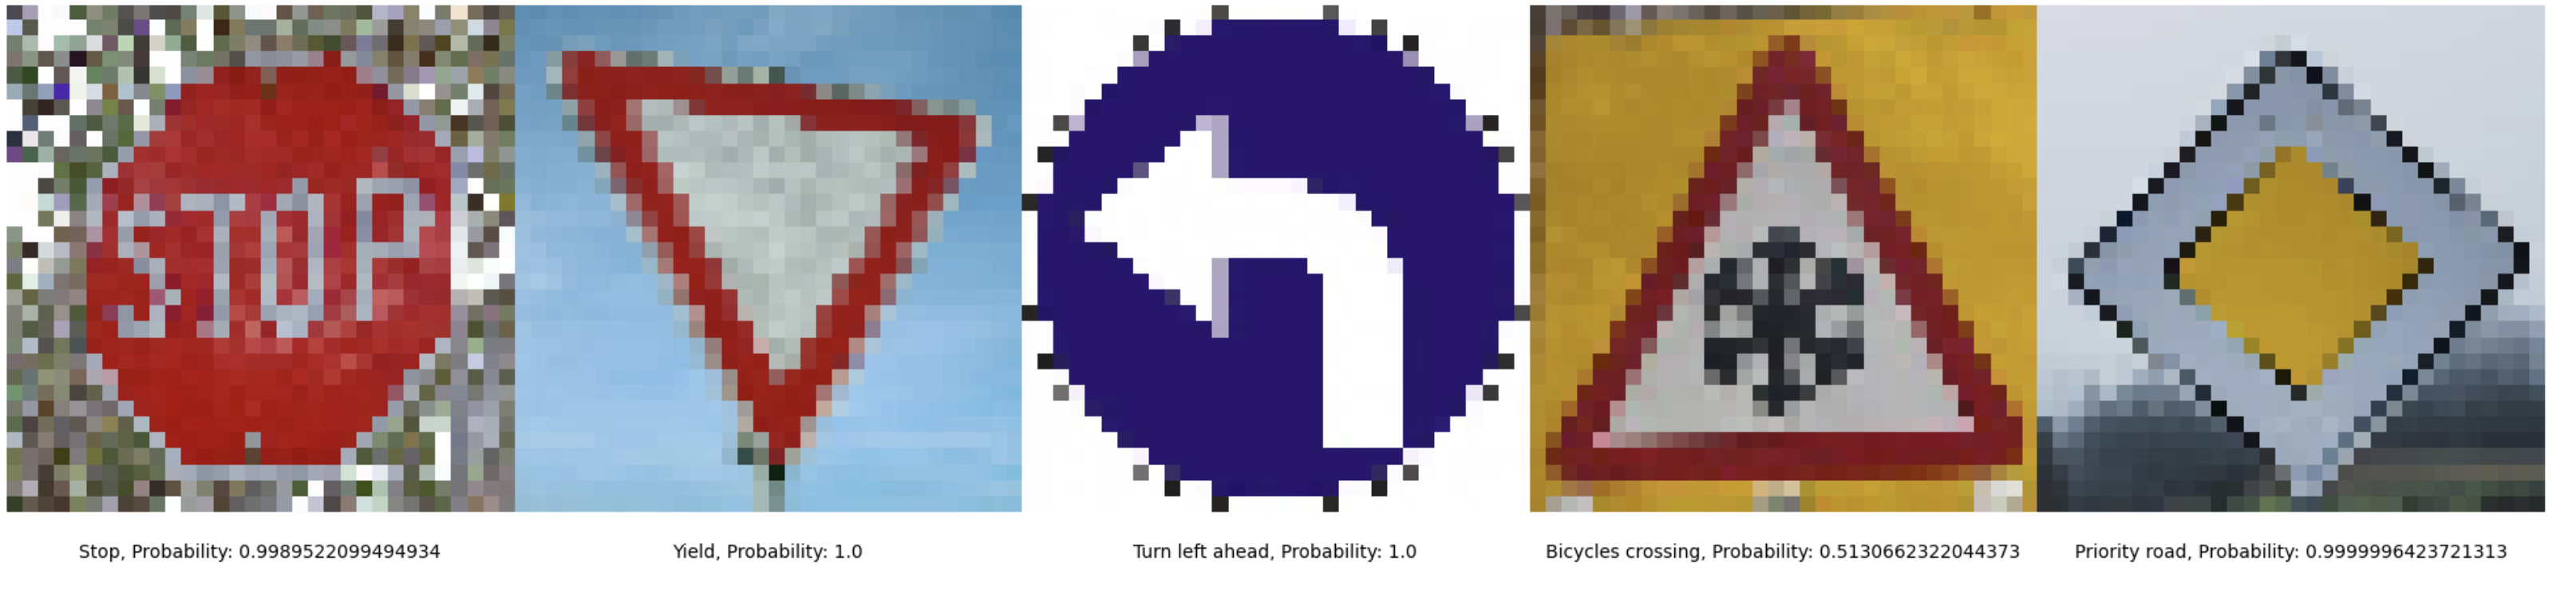 STOP
Stop, Probability: 0.9989522099494934
Yield, Probability: 1.0
Turn left ahead, Probability: 1.0
Bicycles crossing, Probability: 0.5130662322044373
Priority road, Probability: 0.9999996423721313